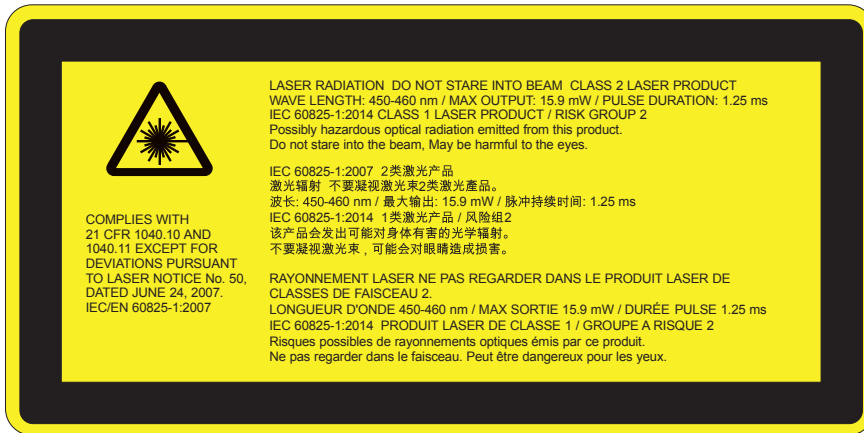 COMPLIES WITH
21 CFR 1040.10 AND
1040.11 EXCEPT FOR
DEVIATIONS PURSUANT
TO LASER NOTICE No. 50,
DATED JUNE 24, 2007.
IEC/EN 60825-1:2007
LASER RADIATION  DO NOT STARE INTO BEAM  CLASS 2 LASER PRODUCT
WAVE LENGTH: 450-460 nm / MAX OUTPUT: 15.9 mW / PULSE DURATION: 1.25 ms
IEC 60825-1:2014 CLASS 1 LASER PRODUCT / RISK GROUP 2
Possibly hazardous optical radiation emitted from this product.
Do not stare into the beam, May be harmful to the eyes.
IEC 60825-1:2007  2类激光产品
激光辐射  不要凝视激光束2类激光產品。
波长: 450-460 nm / 最大输出: 15.9 mW / 脉冲持续时间: 1.25 ms
IEC 60825-1:2014  1类激光产品 / 风险组2
该产品会发出可能对身体有害的光学辐射。
不要凝视激光束，可能会对眼睛造成损害。
RAYONNEMENT LASER NE PAS REGARDER DANS LE PRODUIT LASER DE
CLASSES DE FAISCEAU 2.
LONGUEUR D'ONDE 450-460 nm / MAX SORTIE 15.9 mW / DURÉE PULSE 1.25 ms
IEC 60825-1:2014  PRODUIT LASER DE CLASSE 1 / GROUPE A RISQUE 2
Risques possibles de rayonnements optiques émis par ce produit.
Ne pas regarder dans le faisceau. Peut être dangereux pour les yeux.